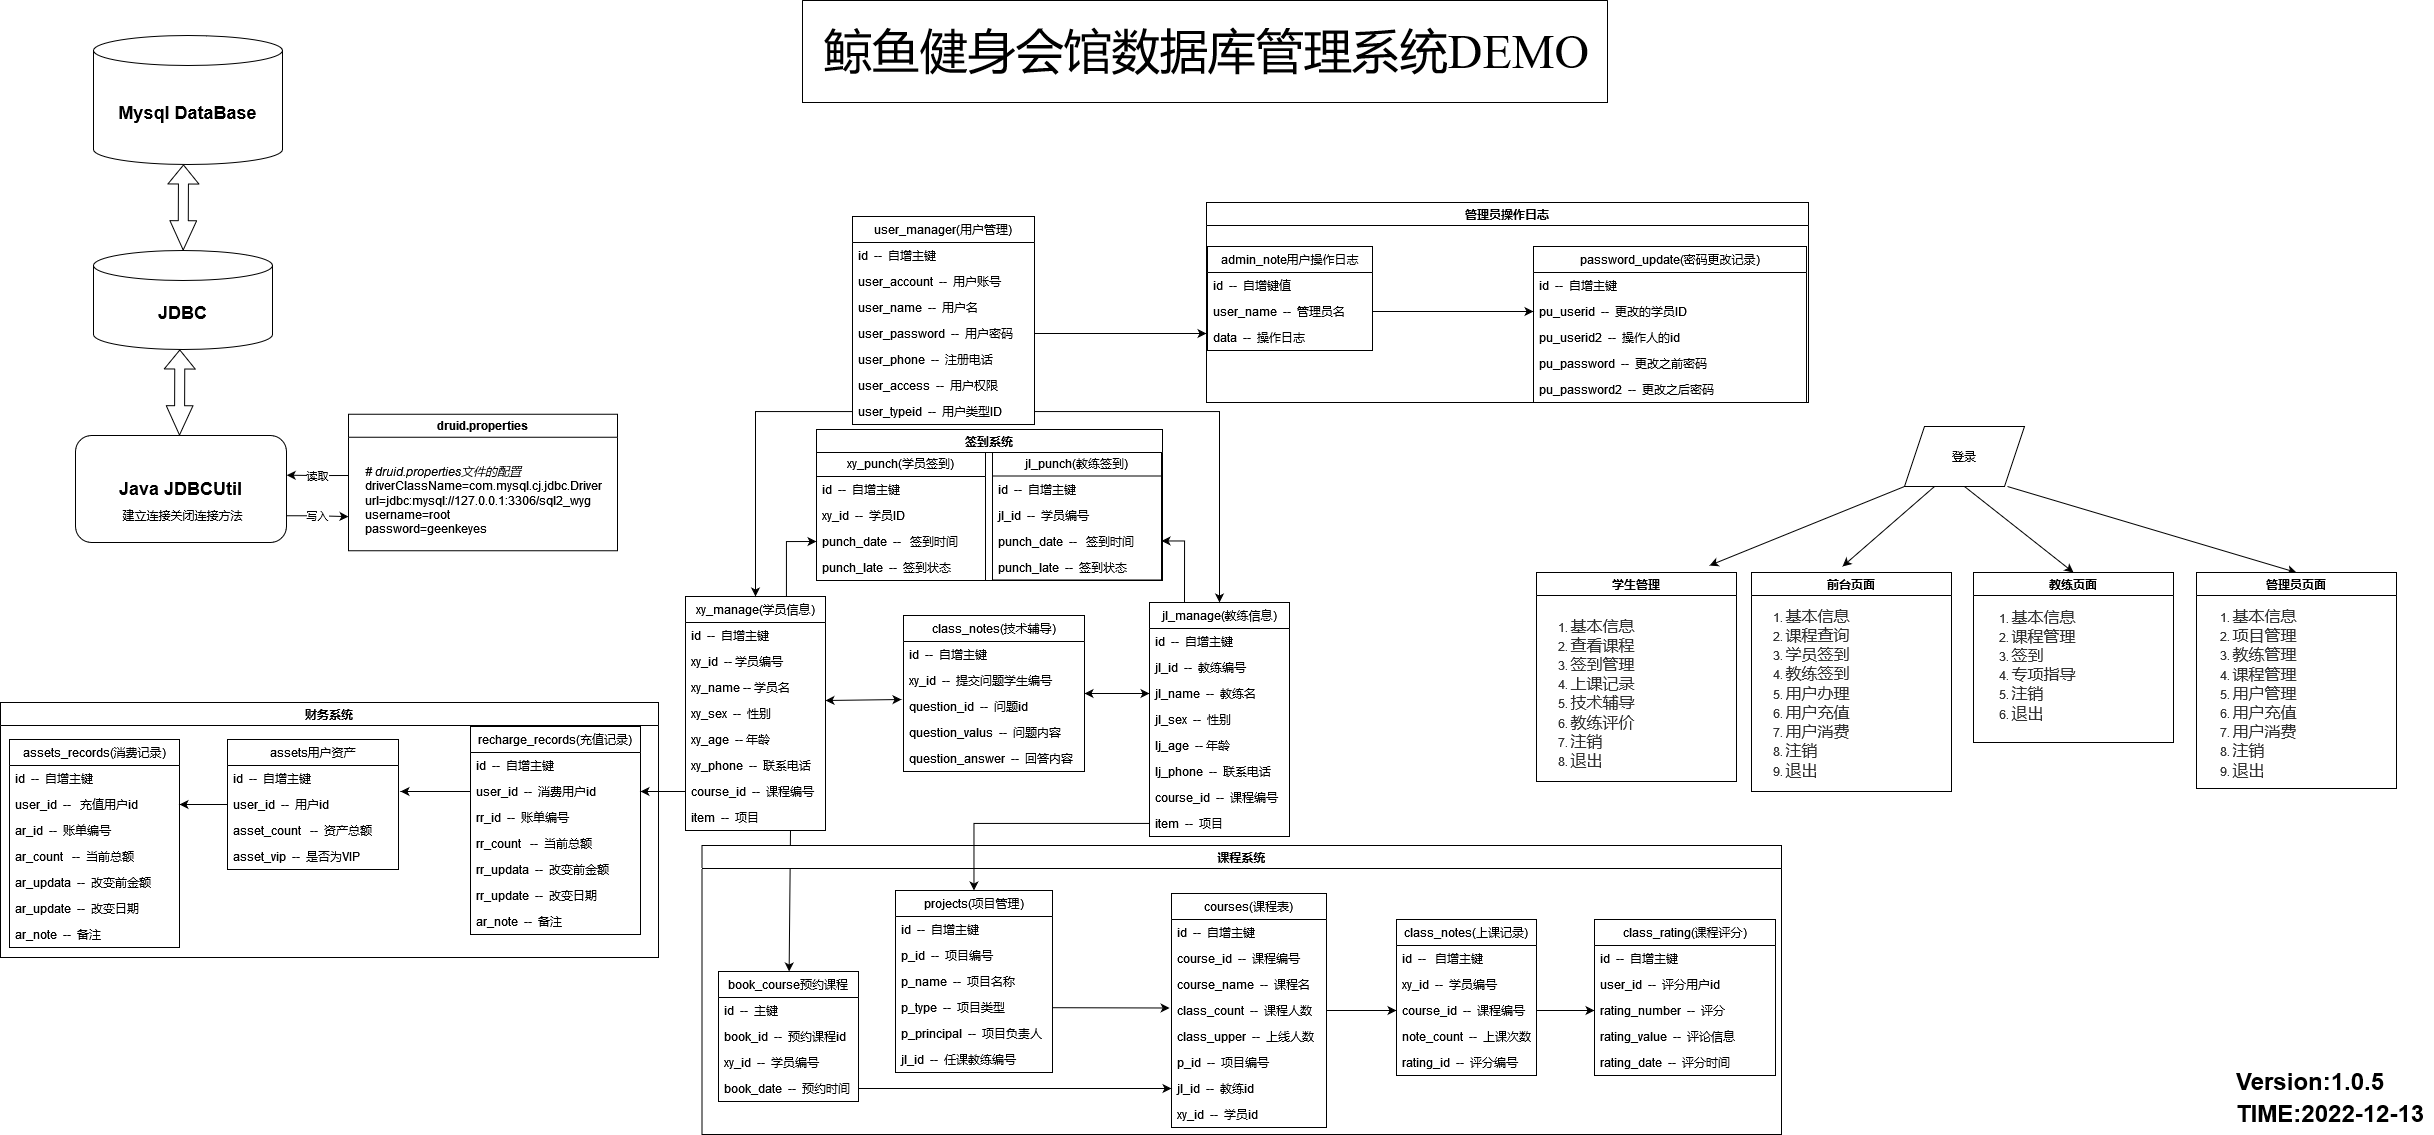 鲸鱼健身会馆数据库管理系统DEMO
Mysql DataBase
JDBC
Java JDBCUtil
建立连接关闭连接方法
读取
写入
druid.properties
# druid.properties文件的配置
driverClassName=com.mysql.cj.jdbc.Driver
url=jdbc:mysql://127.0.0.1:3306/sql2_wyg
username=root
password=geenkeyes
user_manager(用户管理)
id -- 自增主键
user_account -- 用户账号
user_name -- 用户名
user_password -- 用户密码
user_phone -- 注册电话
user_access -- 用户权限
user_typeid -- 用户类型ID
管理员操作日志
admin_note用户操作日志
id -- 自增键值
user_name -- 管理员名
data -- 操作日志
password_update(密码更改记录)
id -- 自增主键
pu_userid -- 更改的学员ID
pu_userid2 -- 操作人的id
pu_password -- 更改之前密码
pu_password2 -- 更改之后密码
签到系统
xy_punch(学员签到)
id -- 自增主键
xy_id -- 学员ID
punch_date -- 签到时间
punch_late -- 签到状态
jl_punch(教练签到)
id -- 自增主键
jl_id -- 学员编号
punch_date -- 签到时间
punch_late -- 签到状态
xy_manage(学员信息)
id -- 自增主键
xy_id -- 学员编号
xy_name -- 学员名
xy_sex -- 性别
xy_age -- 年龄
xy_phone -- 联系电话
course_id -- 课程编号
item -- 项目
class_notes(技术辅导)
id -- 自增主键
xy_id -- 提交问题学生编号
question_id -- 问题id
question_valus -- 问题内容
question_answer -- 回答内容
jl_manage(教练信息)
id -- 自增主键
jl_id -- 教练编号
jl_name -- 教练名
jl_sex -- 性别
lj_age -- 年龄
lj_phone -- 联系电话
course_id -- 课程编号
item -- 项目
登录
学生管理
1. 基本信息
2. 查看课程
3. 签到管理
4. 上课记录
5. 技术辅导
6. 教练评价
7. 注销
8. 退出
前台页面
1. 基本信息
2. 课程查询
3. 学员签到
4. 教练签到
5. 用户办理
6. 用户充值
7. 用户消费
8. 注销
9. 退出
教练页面
1. 基本信息
2. 课程管理
3. 签到
4. 专项指导
5. 注销
6. 退出
管理员页面
1. 基本信息
2. 项目管理
3. 教练管理
4. 课程管理
5. 用户管理
6. 用户充值
7. 用户消费
8. 注销
9. 退出
财务系统
assets_records(消费记录)
id -- 自增主键
user_id -- 充值用户id
ar_id -- 账单编号
ar_count -- 当前总额
ar_updata -- 改变前金额
ar_update -- 改变日期
ar_note -- 备注
assets用户资产
id -- 自增主键
user_id -- 用户id
asset_count -- 资产总额
asset_vip -- 是否为VIP
recharge_records(充值记录)
id -- 自增主键
user_id -- 消费用户id
rr_id -- 账单编号
rr_count -- 当前总额
rr_updata -- 改变前金额
rr_update -- 改变日期
ar_note -- 备注
课程系统
book_course预约课程
id -- 主键
book_id -- 预约课程id
xy_id -- 学员编号
book_date -- 预约时间
projects(项目管理)
id -- 自增主键
p_id -- 项目编号
p_name -- 项目名称
p_type -- 项目类型
p_principal -- 项目负责人
jl_id -- 任课教练编号
courses(课程表)
id -- 自增主键
course_id -- 课程编号
course_name -- 课程名
class_count -- 课程人数
class_upper -- 上线人数
p_id -- 项目编号
jl_id -- 教练id
xy_id -- 学员id
class_notes(上课记录)
id -- 自增主键
xy_id -- 学员编号
course_id -- 课程编号
note_count -- 上课次数
rating_id -- 评分编号
class_rating(课程评分)
id -- 自增主键
user_id -- 评分用户id
rating_number -- 评分
rating_value -- 评论信息
rating_date -- 评分时间
Version:1.0.5
TIME:2022-12-13